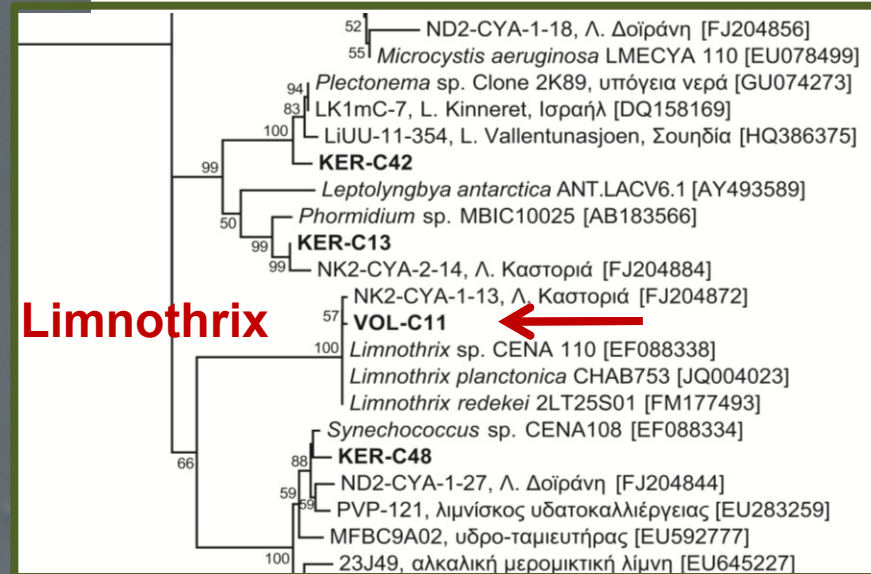 52
ND2-CYA-1-18, Λ. Δοϊράνη [FJ204856]
55
Microcystis aeruginosa LMECYA 110 [EU078499]
94
Plectonema sp. Clone 2K89, υπόγεια νερά [GU074273]
83
LK1mC-7, L. Kinneret, Ισραήλ [DQ158169]
100
LiUU-11-354, L. Vallentunasjoen, Σουηδία [HQ386375]
99
KER-C42
Leptolyngbya antarctica ANT.LACV6.1 [AY493589]
50
Phormidium sp. MBIC10025 [AB183566]
99
KER-C13
99
NK2-CYA-2-14, Λ. Καστοριά [FJ204884]
NK2-CYA-1-13, Λ. Καστοριά [FJ204872]
Limnothrix
57
VOL-C11
100
Limnothrix sp. CENA 110 [EF088338]
Limnothrix planctonica CHAB753 [JQ004023]
Limnothrix redekei 2LT25S01 [FM177493]
Synechococcus sp. CENA108 [EF088334]
66
88
KER-C48
ND2-CYA-1-27, Λ. Δοϊράνη [FJ204844]
59
59
PVP-121, λιμνίσκος υδατοκαλλιέργειας [EU283259]
MFBC9A02, υδρο-ταμιευτήρας [EU592777]
100
23J49, αλκαλική μερομικτική λίμνη [EU645227]